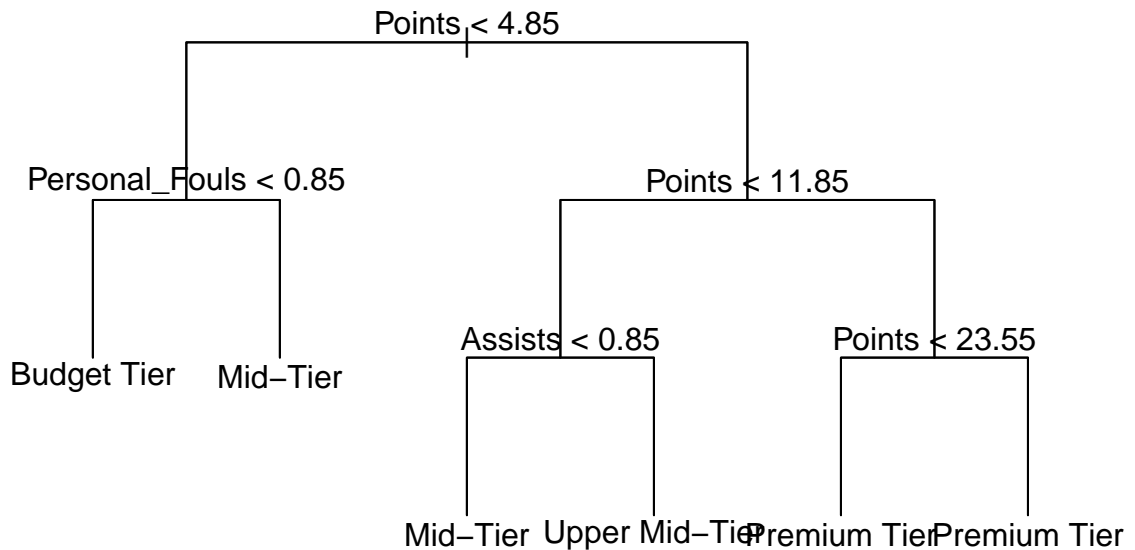 Points < 4.85
Personal_Fouls < 0.85
Points < 11.85
Assists < 0.85
Points < 23.55
Budget Tier
Mid−Tier
Mid−Tier
Upper Mid−Tier
Premium Tier
Premium Tier